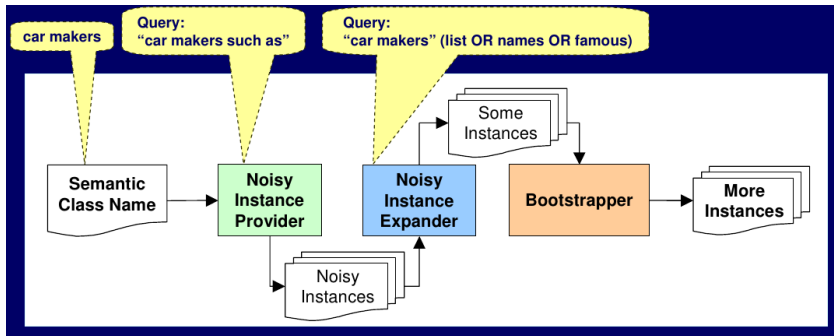 car makers
Query:
“car makers such as”
Query:
“car makers” (list OR names OR famous)
Some
Instances
Semantic
Class Name
Noisy
Instance
Provider
Noisy
Instance
Expander
Bootstrapper
More
Instances
Noisy
Instances